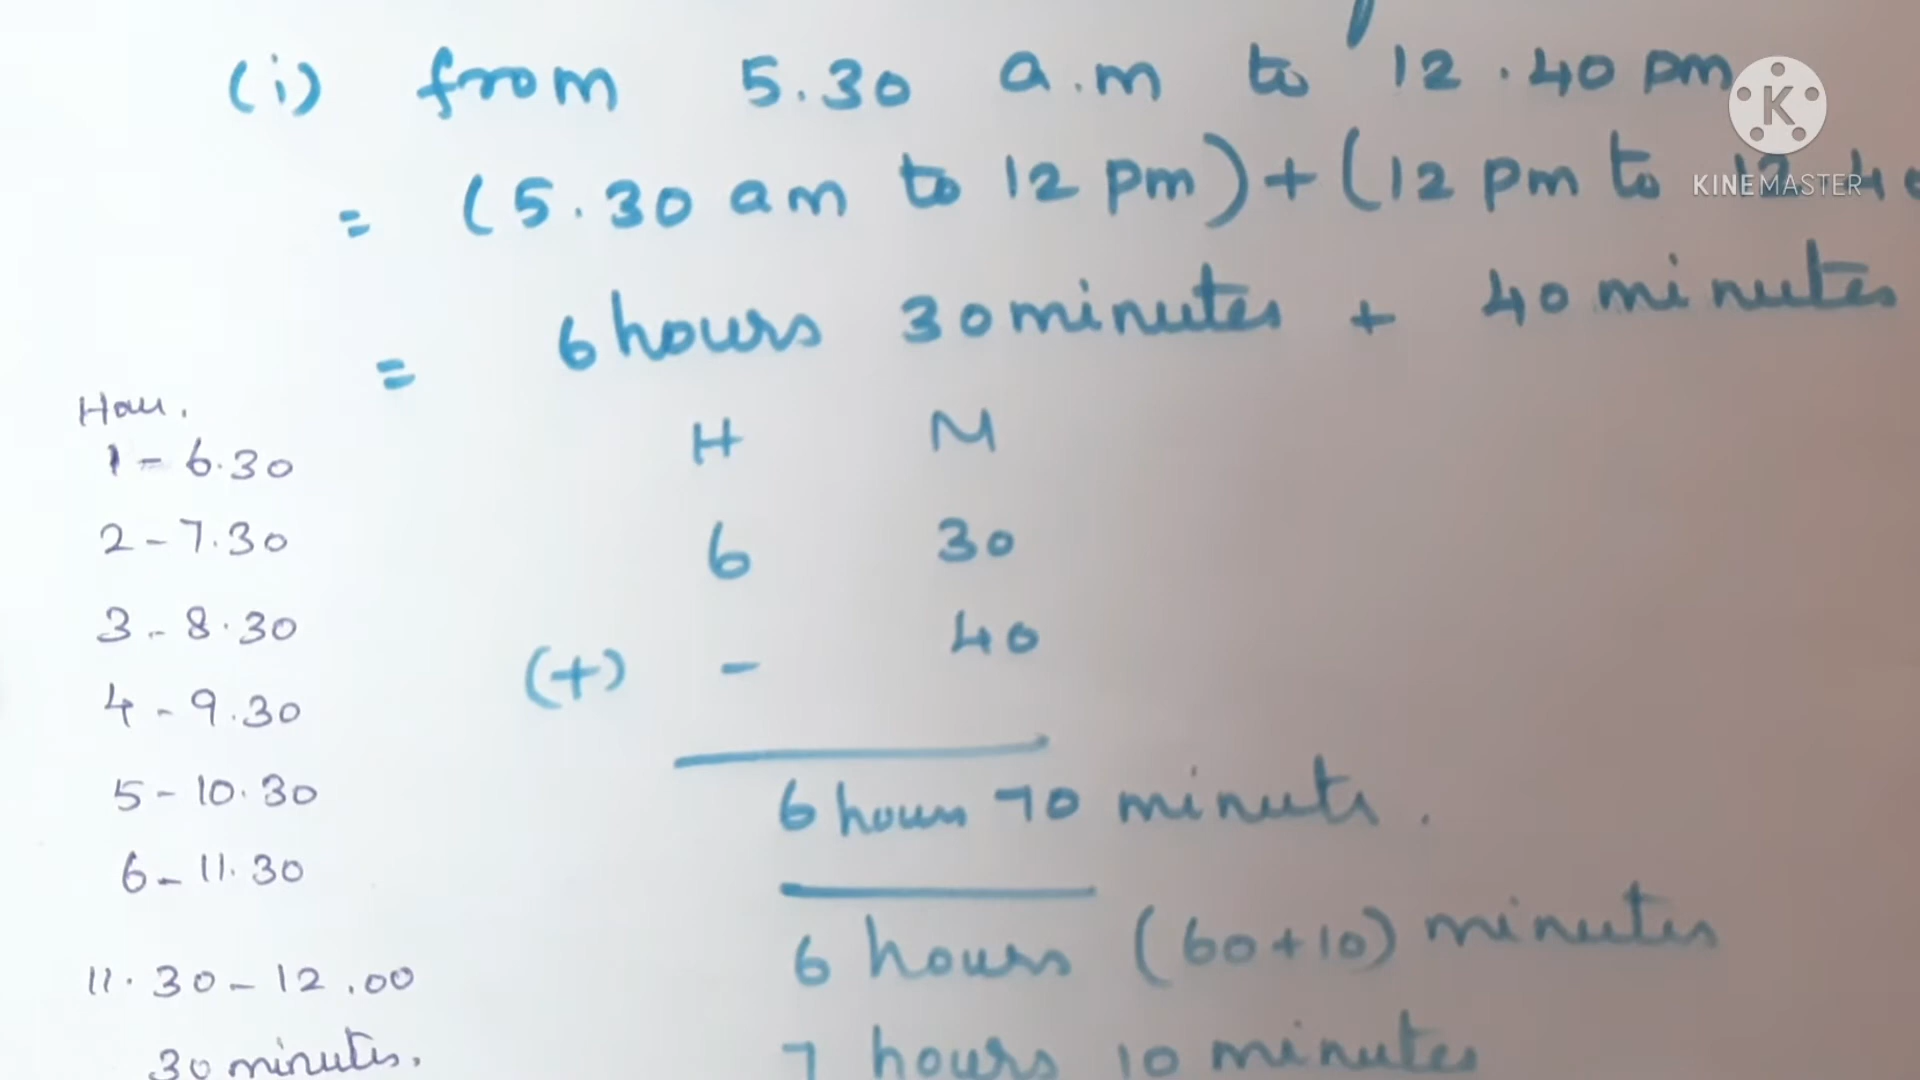 (i) from 5.30 a.m to 12.40 pm
= (5.30 am to 12 pm) + (12 pm to 12.40
= 6 hours 30 minutes + 40 minutes
H M
6 30
(+) - 40
6 hours 70 minuts.
6 hours (60+10) minutes
7 hours 10 minutes
Hour.
1 - 6.30
2 - 7.30
3 - 8.30
4 - 9.30
5 - 10.30
6 - 11.30
11.30 - 12.00
30 minutes.
K
KINEMASTER